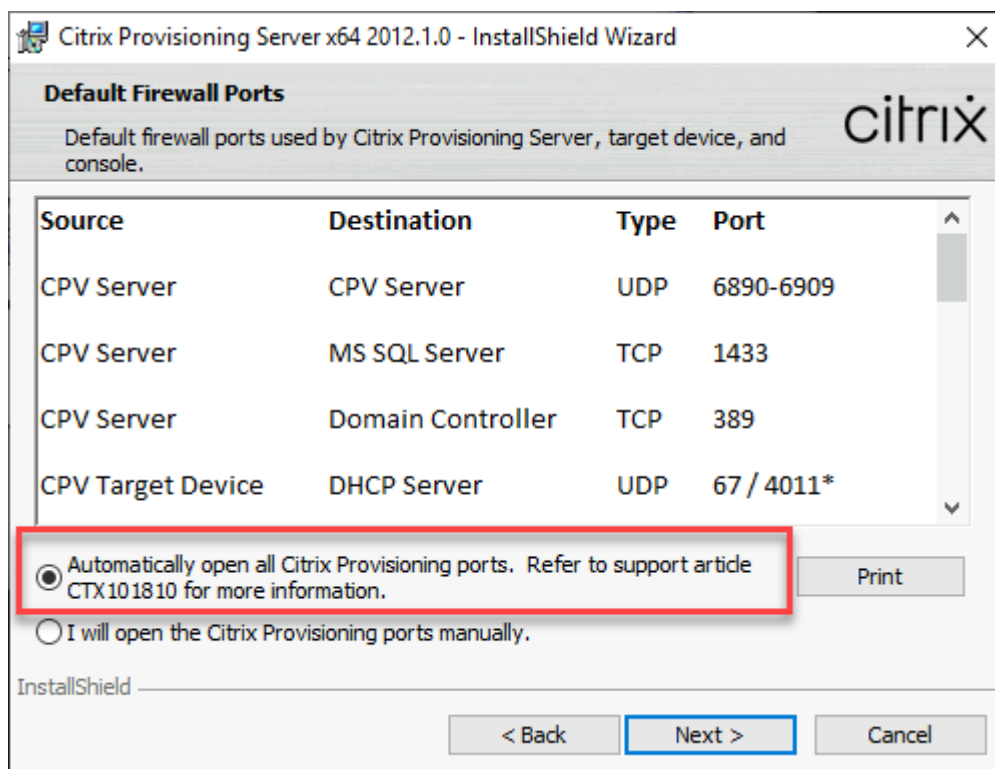 Citrix Provisioning Server x64 2012.1.0 - InstallShield Wizard
Default Firewall Ports
Default firewall ports used by Citrix Provisioning Server, target device, and
console.
citrix
Source Destination Type Port
CPV Server CPV Server UDP 6890-6909
CPV Server MS SQL Server TCP 1433
CPV Server Domain Controller TCP 389
CPV Target Device DHCP Server UDP 67 / 4011*
Automatically open all Citrix Provisioning ports.  Refer to support article
CTX101810 for more information.
Print
I will open the Citrix Provisioning ports manually.
InstallShield
< Back Next > Cancel